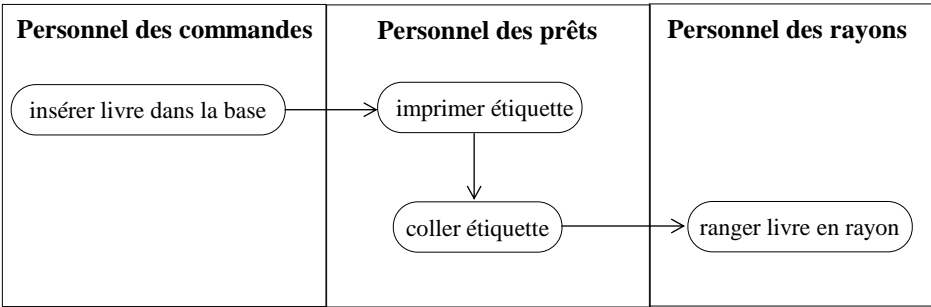 Personnel des commandes
Personnel des prêts
Personnel des rayons
insérer livre dans la base
imprimer étiquette
coller étiquette
ranger livre en rayon